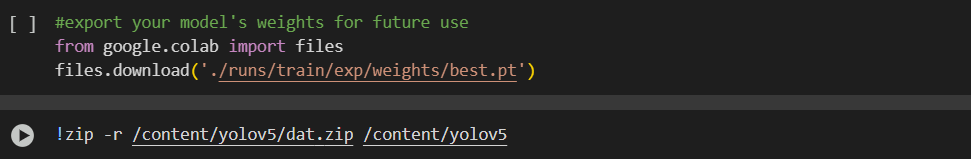 [ ] #export your model's weights for future use
from google.colab import files
files.download('./runs/train/exp/weights/best.pt')
!zip -r /content/yolov5/dat.zip /content/yolov5